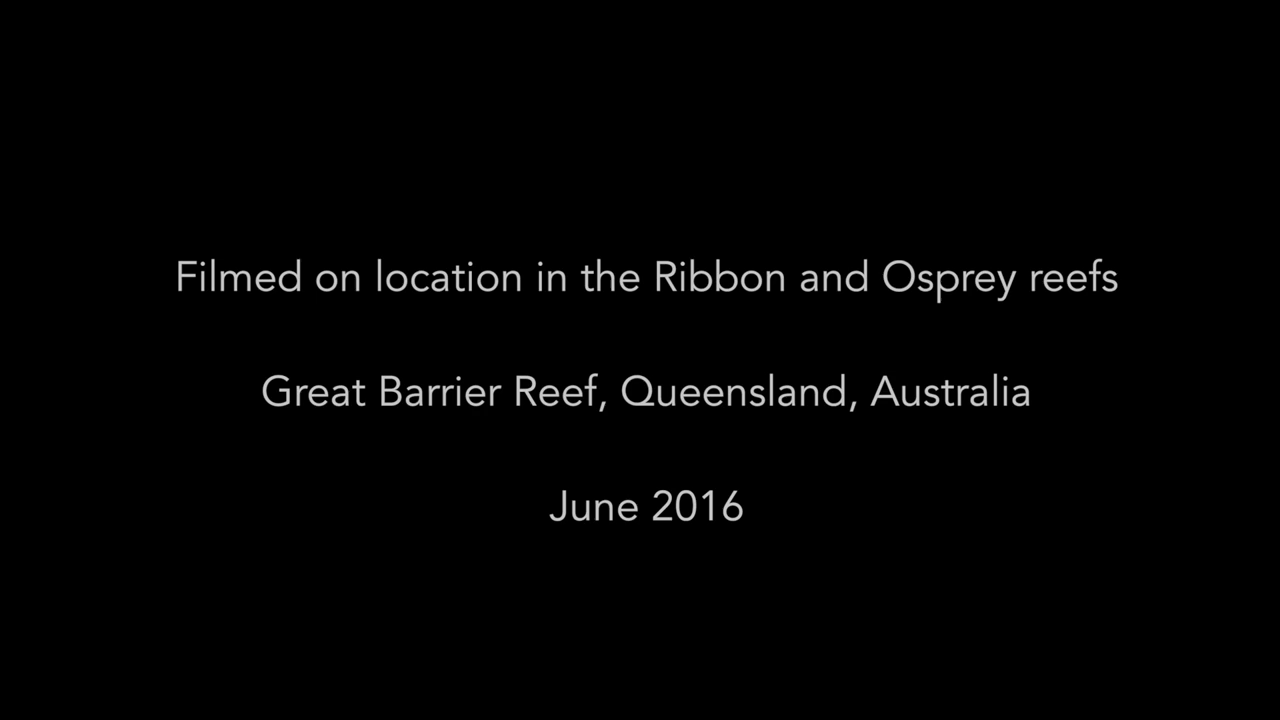 Filmed on location in the Ribbon and Osprey reefs
Great Barrier Reef, Queensland, Australia
June 2016